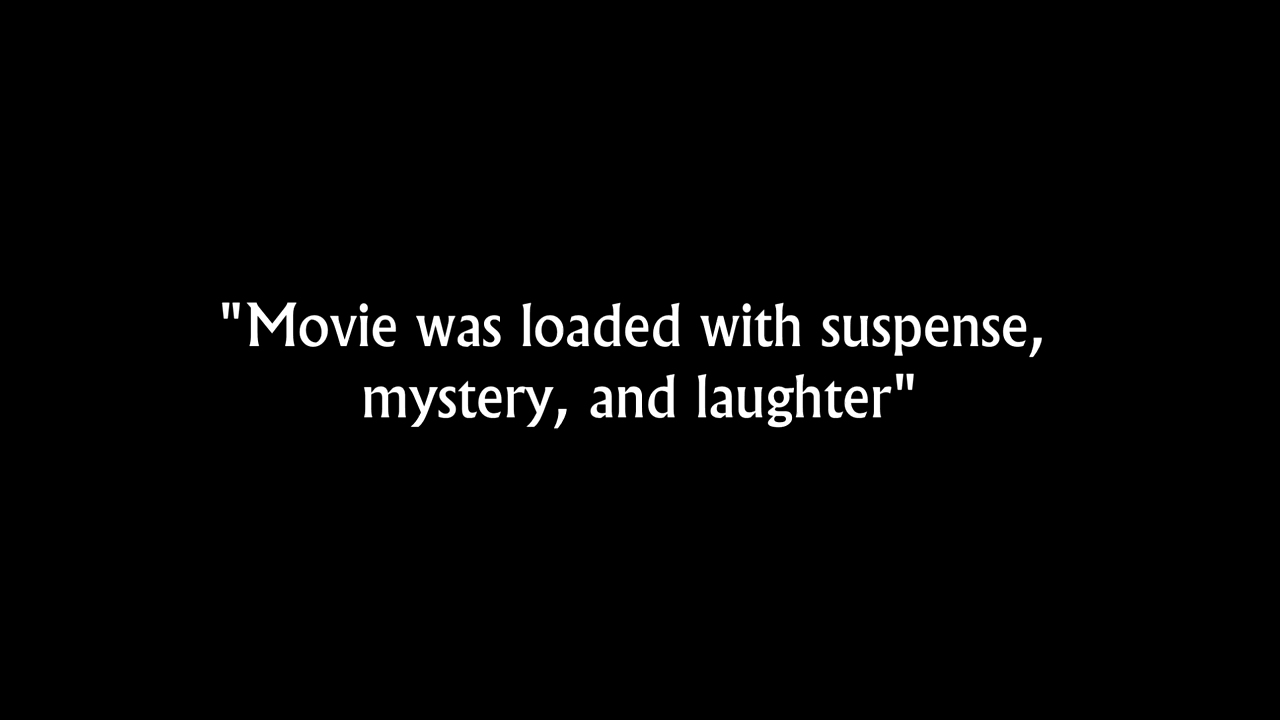 "Movie was loaded with suspense,
mystery, and laughter"